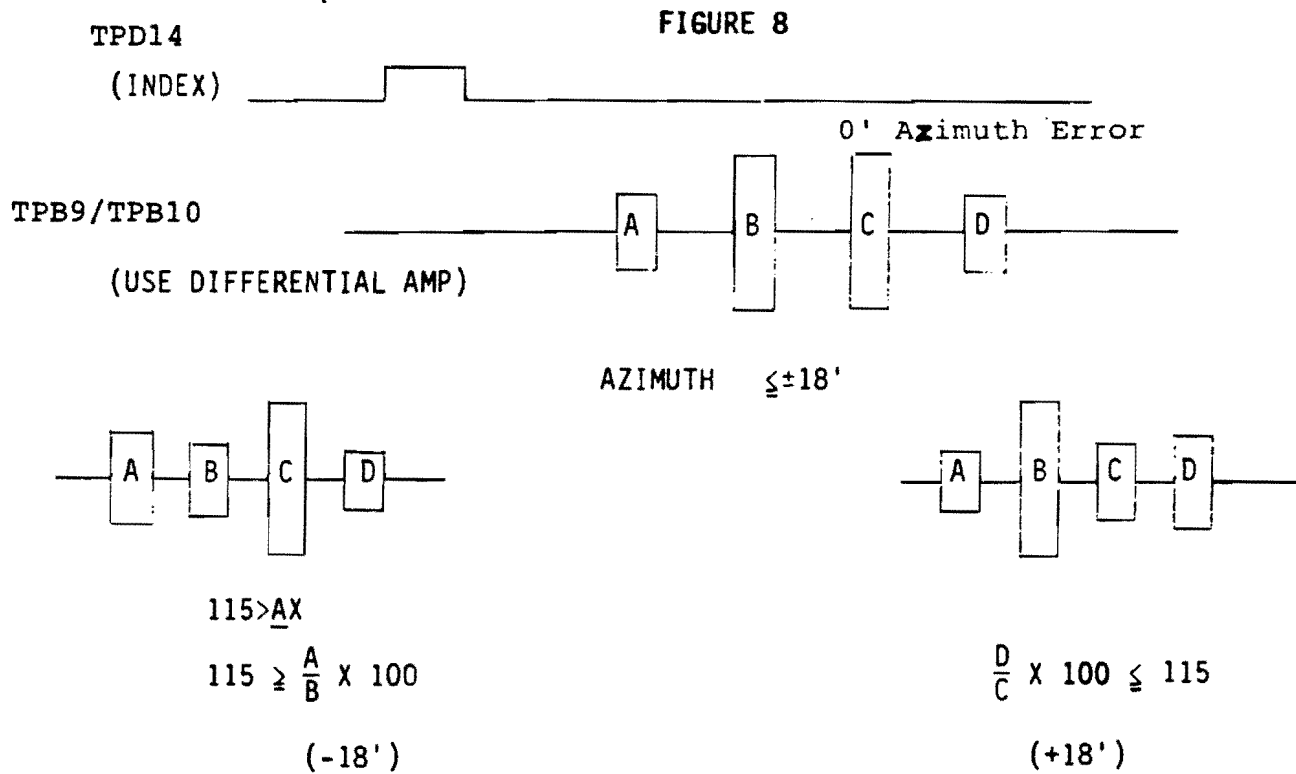 FIGURE 8
TPD14
(INDEX)
0' Azimuth Error
TPB9/TPB10
A B C D
(USE DIFFERENTIAL AMP)
AZIMUTH ≦±18'
A B C D
A B C D
115>AX
115 ≧ A/B X 100
(-18')
D/C X 100 ≦ 115
(+18')